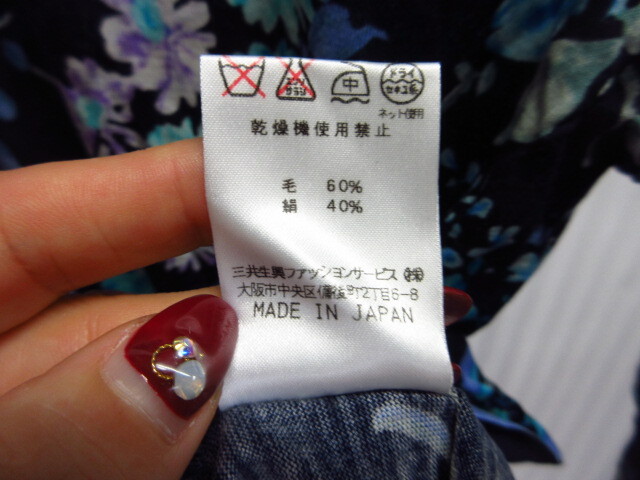 エンソ
サラシ
中
ドライ
セキユ系
ネット使用
乾燥機使用禁止
毛 60%
絹 40%
三共生興ファッションサービス㈱
大阪市中央区備後町2丁目6-8
MADE IN JAPAN